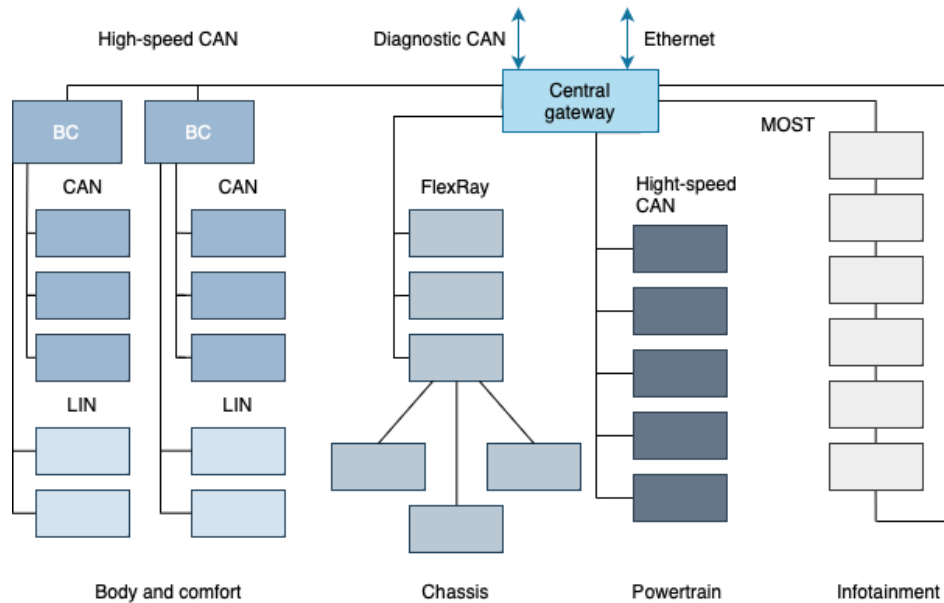 High-speed CAN
Diagnostic CAN
Ethernet
Central
gateway
BC
BC
MOST
CAN
CAN
FlexRay
Hight-speed
CAN
LIN
LIN
Body and comfort
Chassis
Powertrain
Infotainment